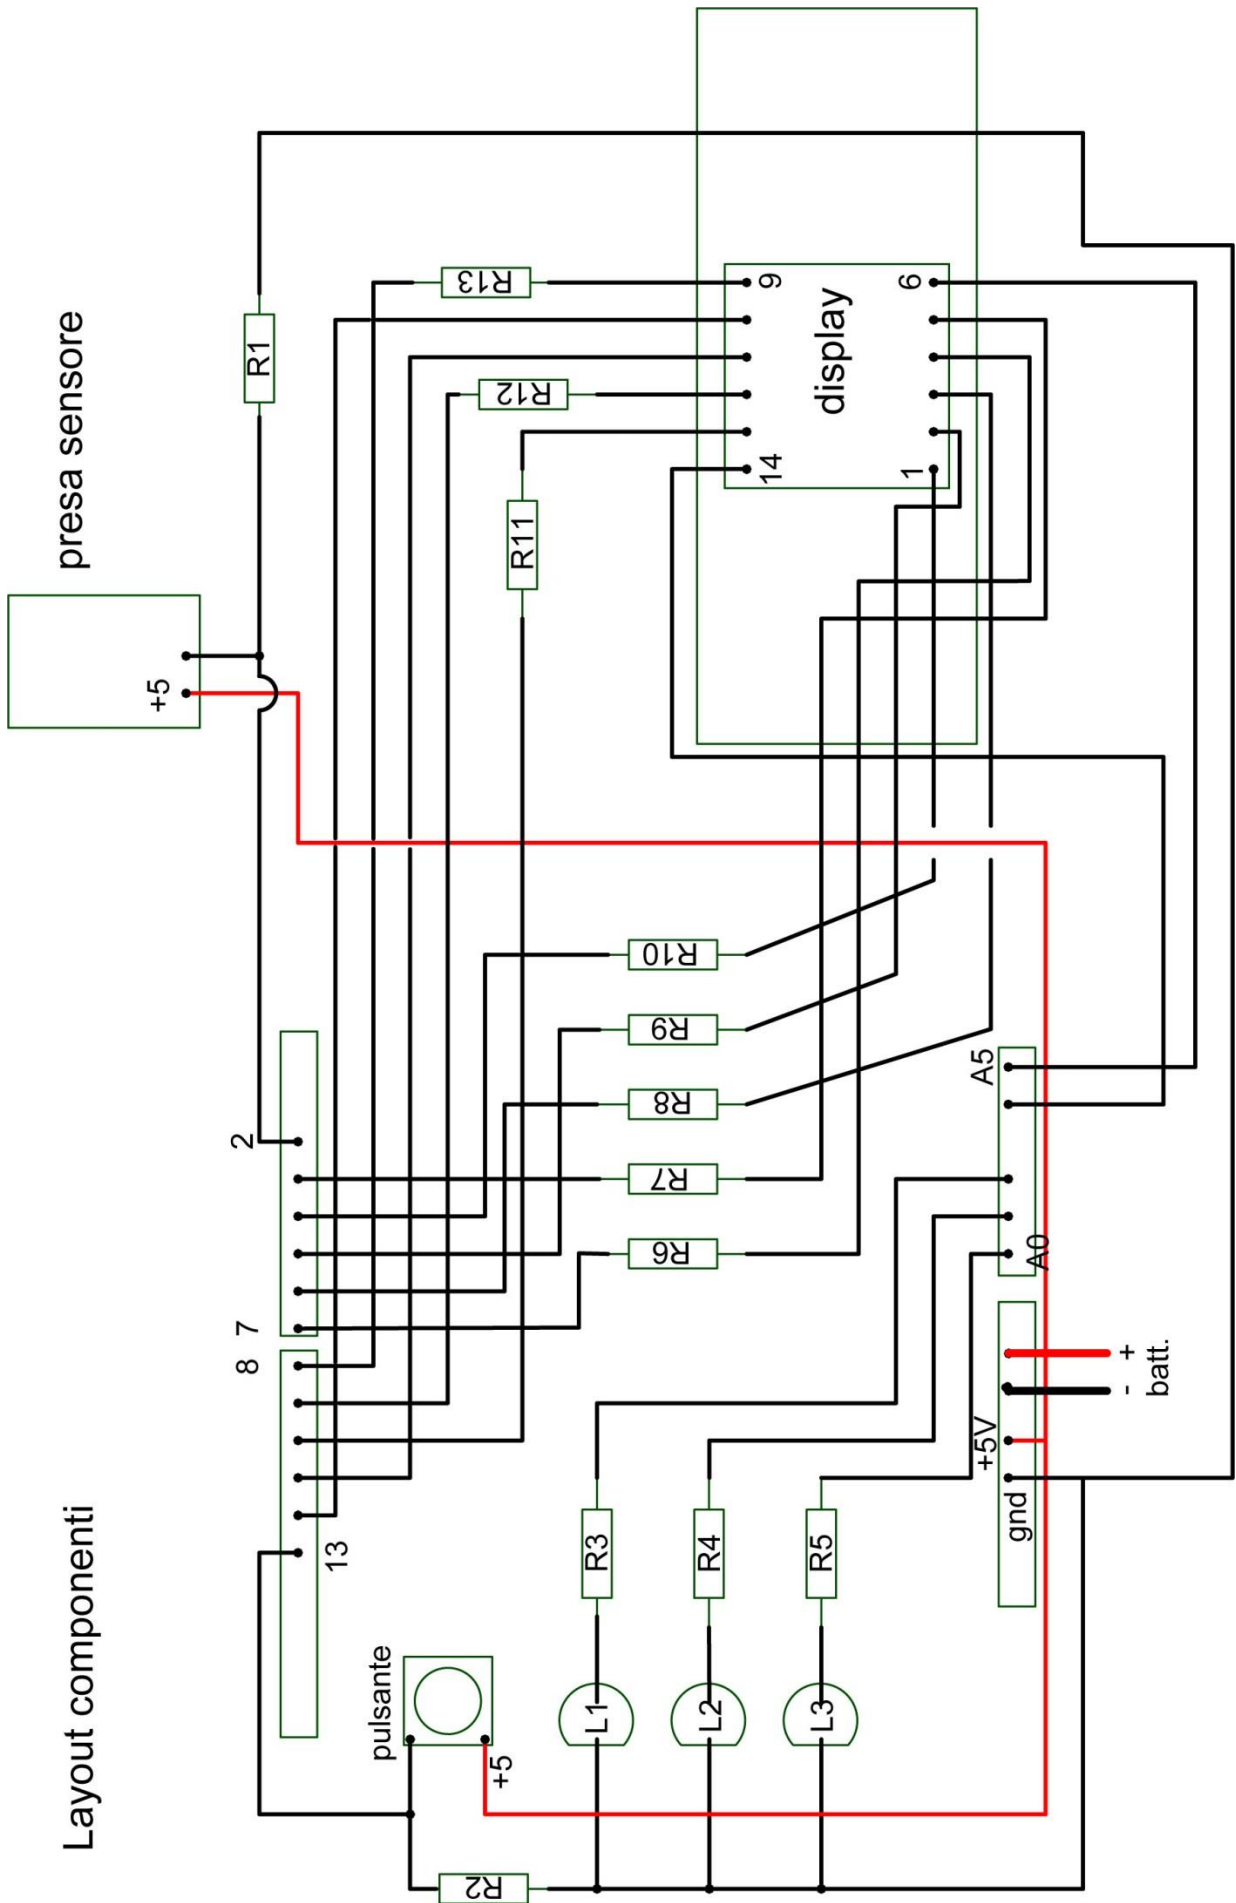 Layout componenti
presa sensore
+5
R1
R13
R12
R11
9
6
display
14
1
R10
R9
R8
R7
R6
2
7
8
13
A5
A0
+5V
gnd
+
-
batt.
R3
R4
R5
pulsante
+5
L1
L2
L3
R2